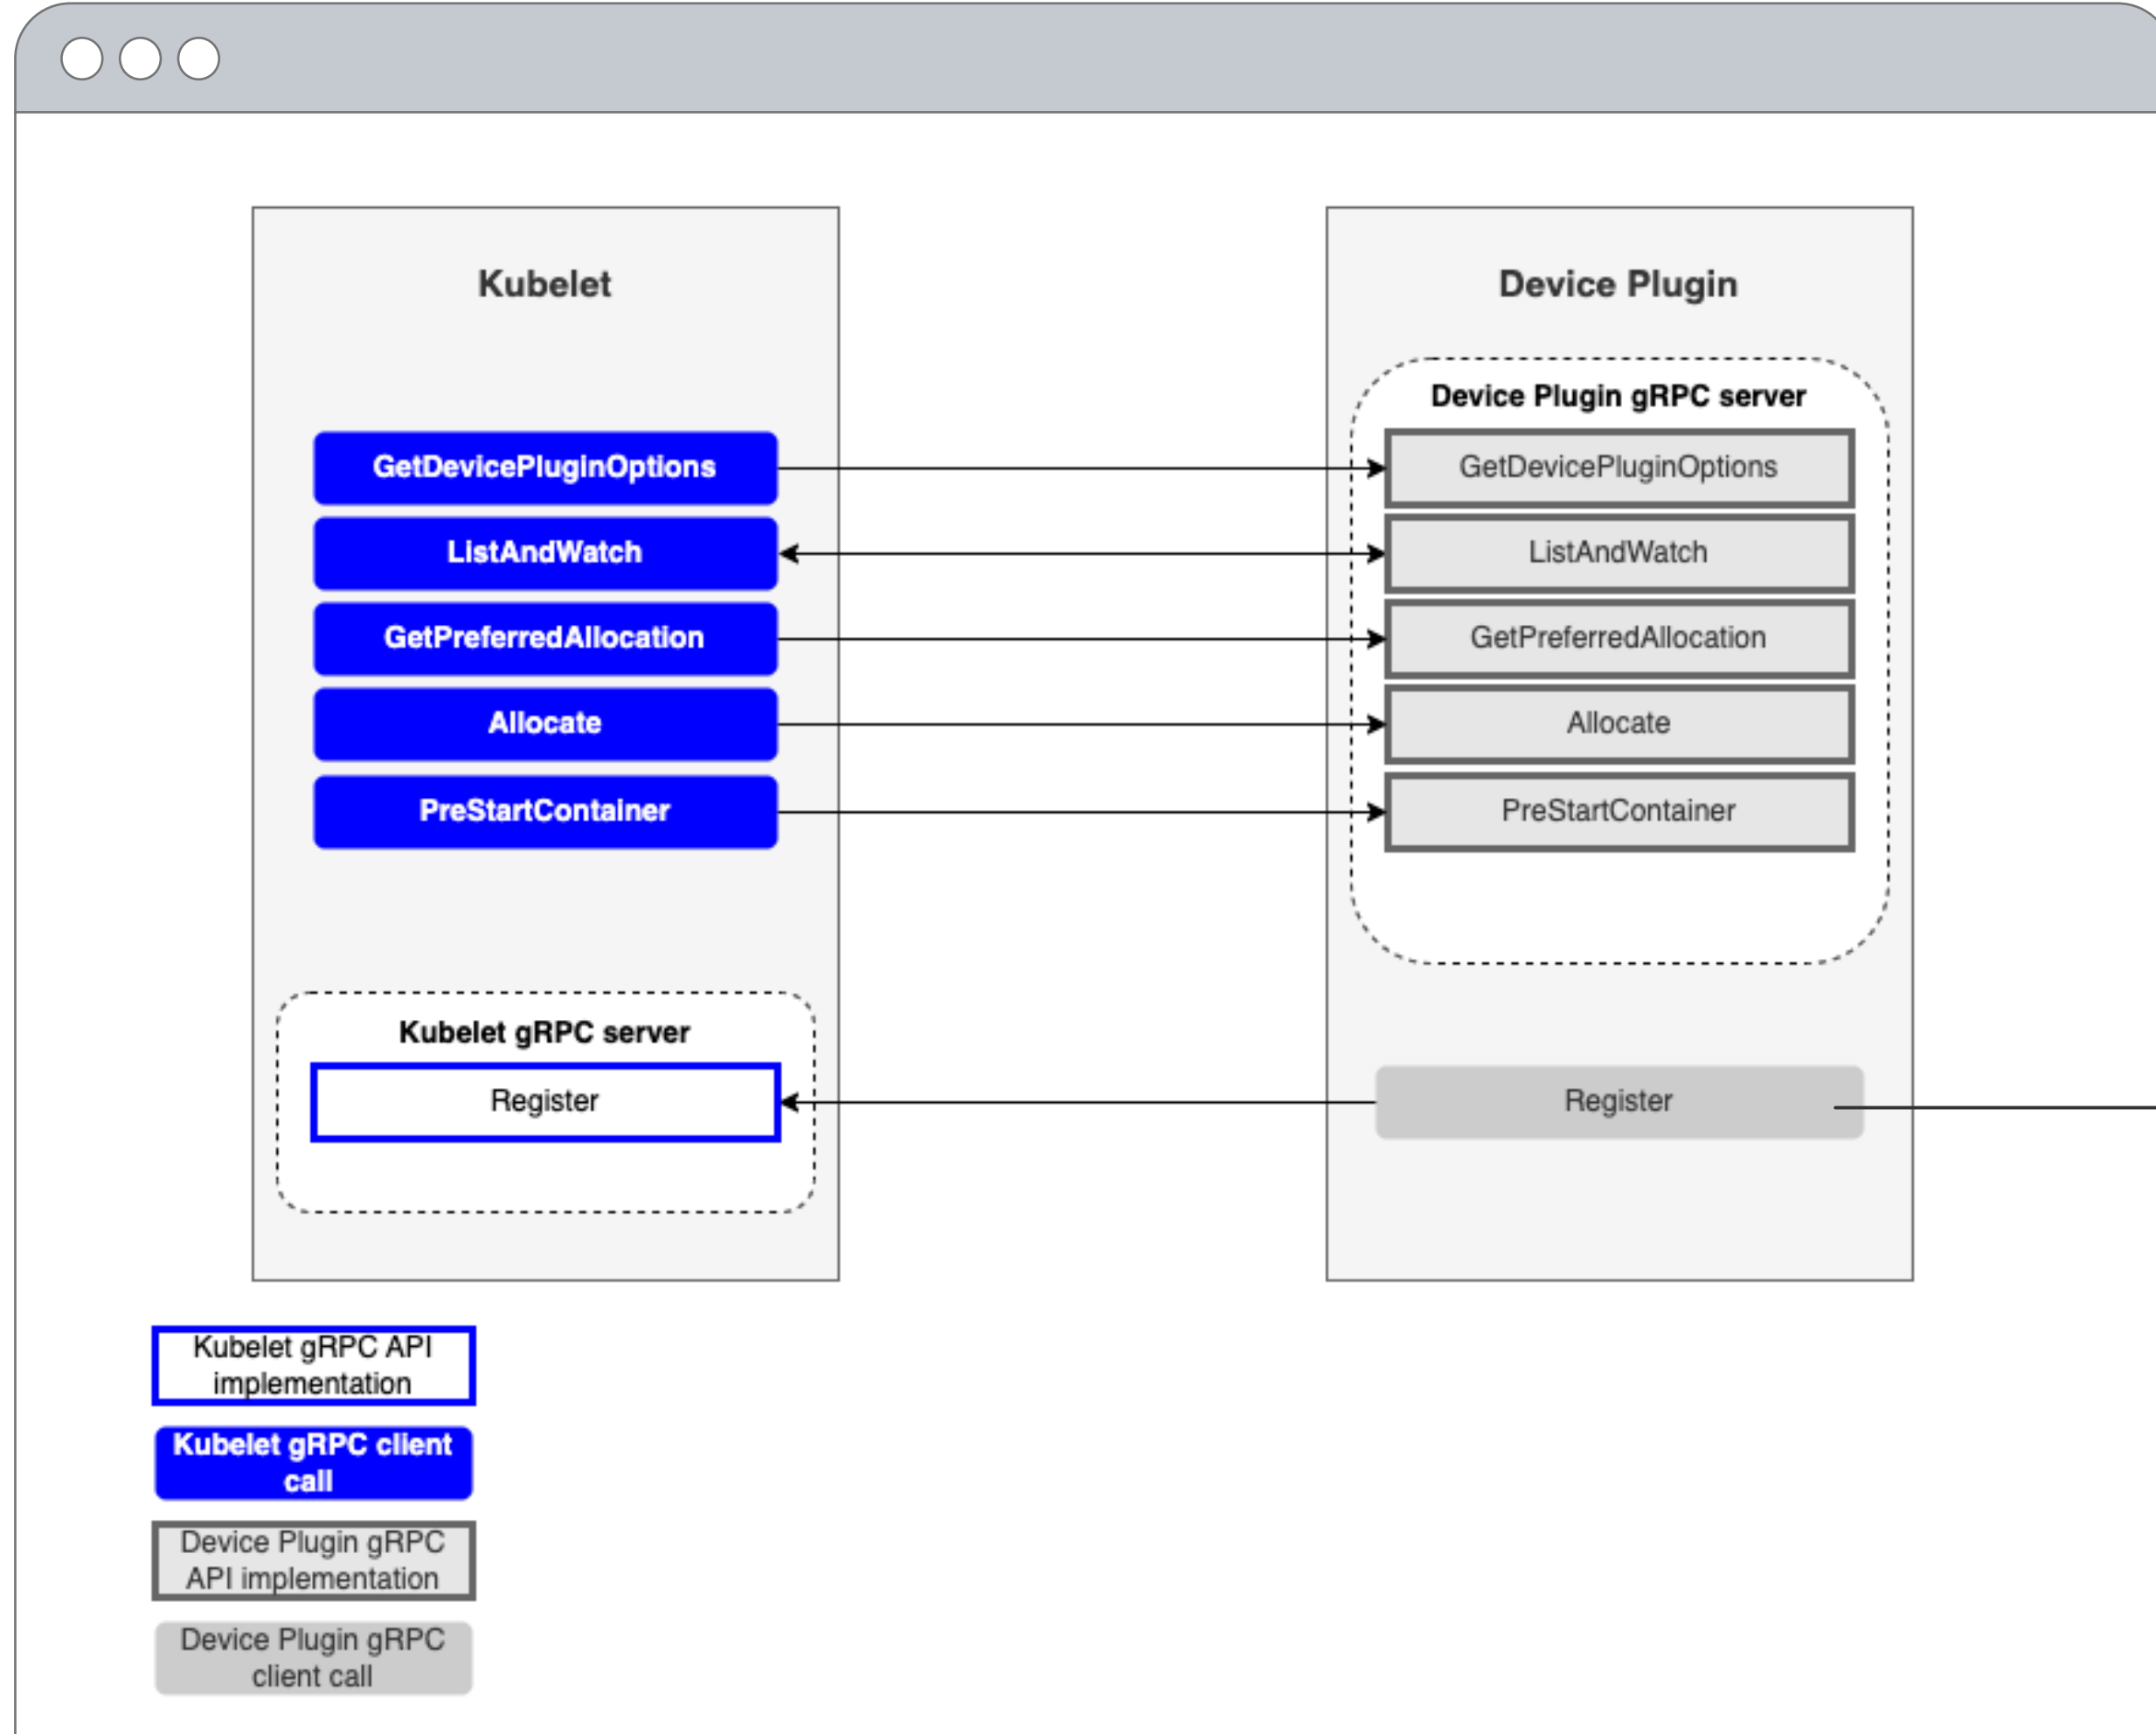 Kubelet
GetDevicePluginOptions
ListAndWatch
GetPreferredAllocation
Allocate
PreStartContainer
Kubelet gRPC server
Register
Device Plugin
Device Plugin gRPC server
GetDevicePluginOptions
ListAndWatch
GetPreferredAllocation
Allocate
PreStartContainer
Register
Kubelet gRPC API
implementation
Kubelet gRPC client
call
Device Plugin gRPC
API implementation
Device Plugin gRPC
client call